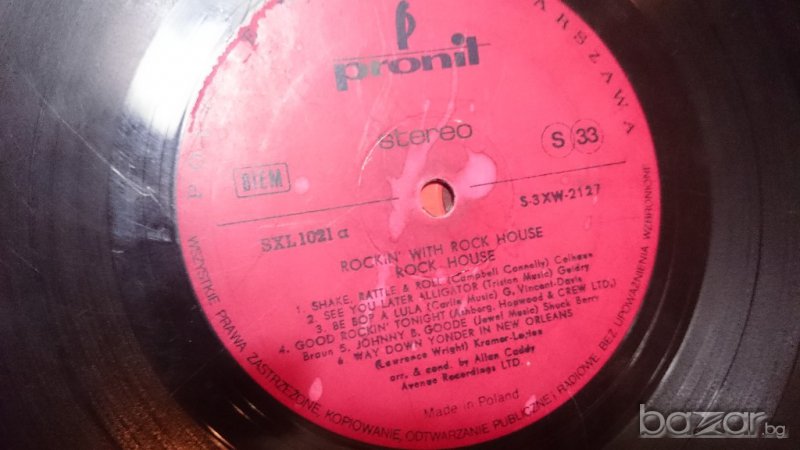 ARSZAWA
pronit
stereo
S 33
BIEM
S-3XW-2127
SXL 1021 a
ROCKIN' WITH ROCK HOUSE
ROCK HOUSE
1. SHAKE, RATTLE & ROLL (Campbell Connelly) Calhoun
2. SEE YOU LATER ALLIGATOR (Tristan Music) Guidry
3. BE BOP A LULA (Carlin Music) G. Vincent-Davis
4. GOOD ROCKIN' TONIGHT (Ashberg, Hopwood & CREW LTD.)
Braun 5. JOHNNY B. GOODE (Jewel Music) Shuck Berry
6. WAY DOWN YONDER IN NEW ORLEANS
(Lawrence Wright) Kremer-Layton
arr. & cond. by Allan Caddy
Avenue Recordings LTD.
Made in Poland
WSZYSTKIE PRAWA ZASTRZEŻONE, KOPIOWANIE, ODTWARZANIE PUBLICZNE I RADIOWE BEZ UPOWAŻNIENIA WZBRONIONE
bazar.bg